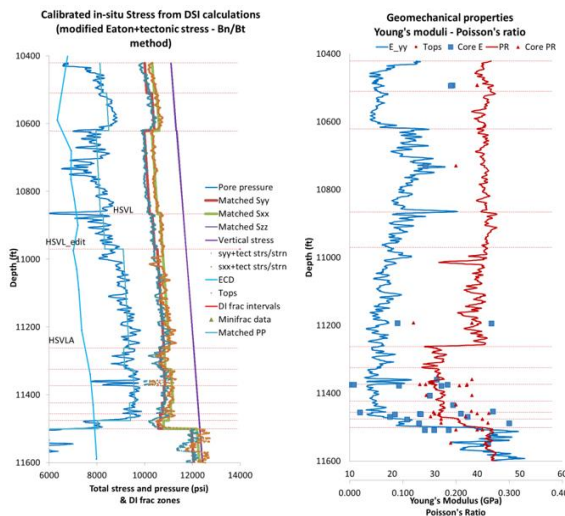 Calibrated in-situ Stress from DSI calculations
(modified Eaton+tectonic stress - Bn/Bt
method)
10400
10600
10800
11000
11200
11400
11600
Depth (ft)
HSVL
HSVL_edit
HSVLA
Pore pressure
Matched Syy
Matched Sxx
Matched Szz
Vertical stress
syy+tect strs/strn
sxx+tect strs/strn
ECD
Tops
DI frac intervals
Minifrac data
Matched PP
6000 8000 10000 12000 14000
Total stress and pressure (psi)
& DI frac zones
Geomechanical properties
Young's moduli - Poisson's ratio
E_yy Tops Core E PR Core PR
10400
10600
10800
11000
11200
11400
11600
Depth (ft)
10 20 30 40 50
0.000 0.100 0.200 0.300 0.400
Young's Modulus (GPa)
Poisson's Ratio